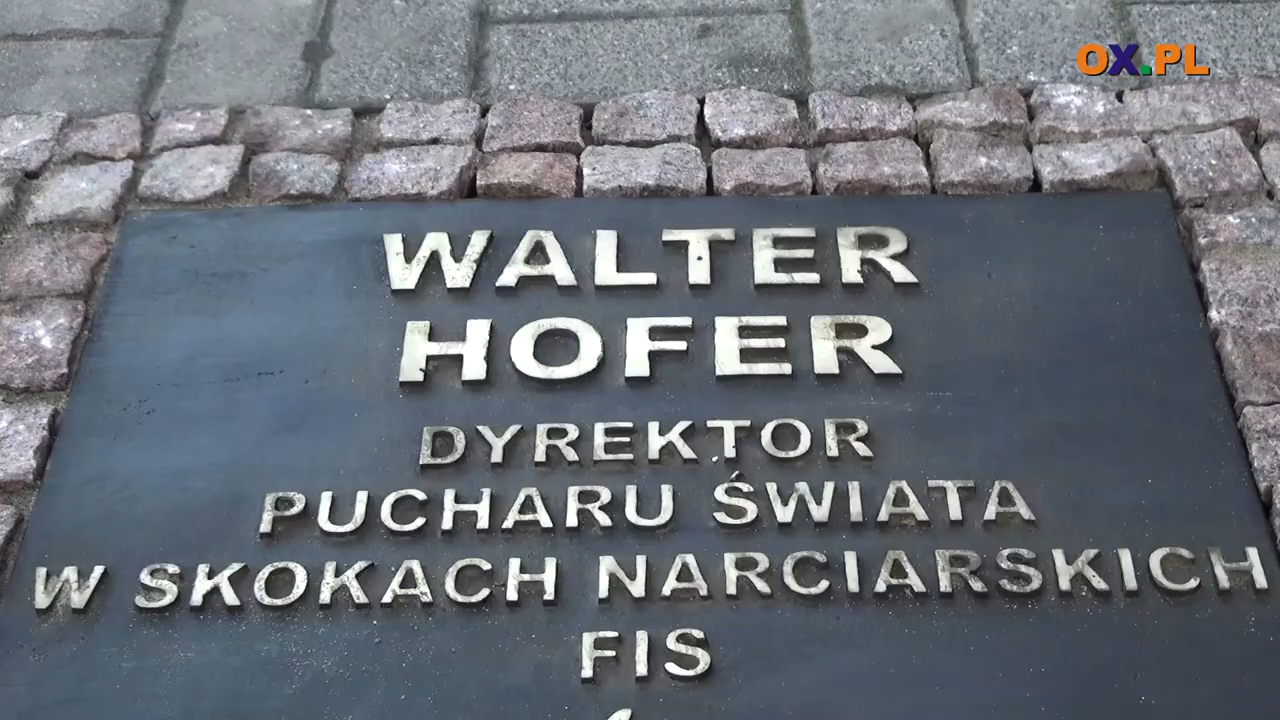 OX.PL
WALTER
HOFER
DYREKTOR
PUCHARU ŚWIATA
W SKOKACH NARCIARSKICH
FIS